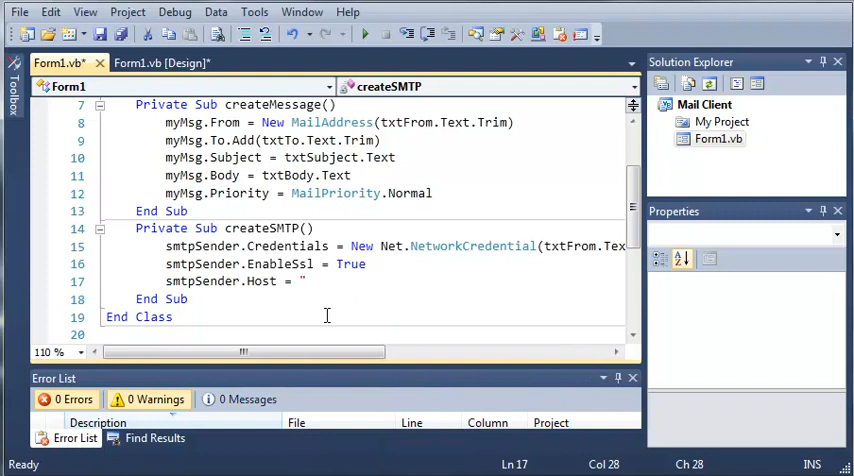 File Edit View Project Debug Data Tools Window Help
Form1.vb* Form1.vb [Design]*
Toolbox
Form1 createSMTP
7 Private Sub createMessage()
8 myMsg.From = New MailAddress(txtFrom.Text.Trim)
9 myMsg.To.Add(txtTo.Text.Trim)
10 myMsg.Subject = txtSubject.Text
11 myMsg.Body = txtBody.Text
12 myMsg.Priority = MailPriority.Normal
13 End Sub
14 Private Sub createSMTP()
15 smtpSender.Credentials = New Net.NetworkCredential(txtFrom.Tex
16 smtpSender.EnableSsl = True
17 smtpSender.Host = "
18 End Sub
19 End Class
20
110 %
Solution Explorer
Mail Client
My Project
Form1.vb
Properties
Error List
0 Errors 0 Warnings 0 Messages
Description File Line Column Project
Error List Find Results
Ready Ln 17 Col 28 Ch 28 INS